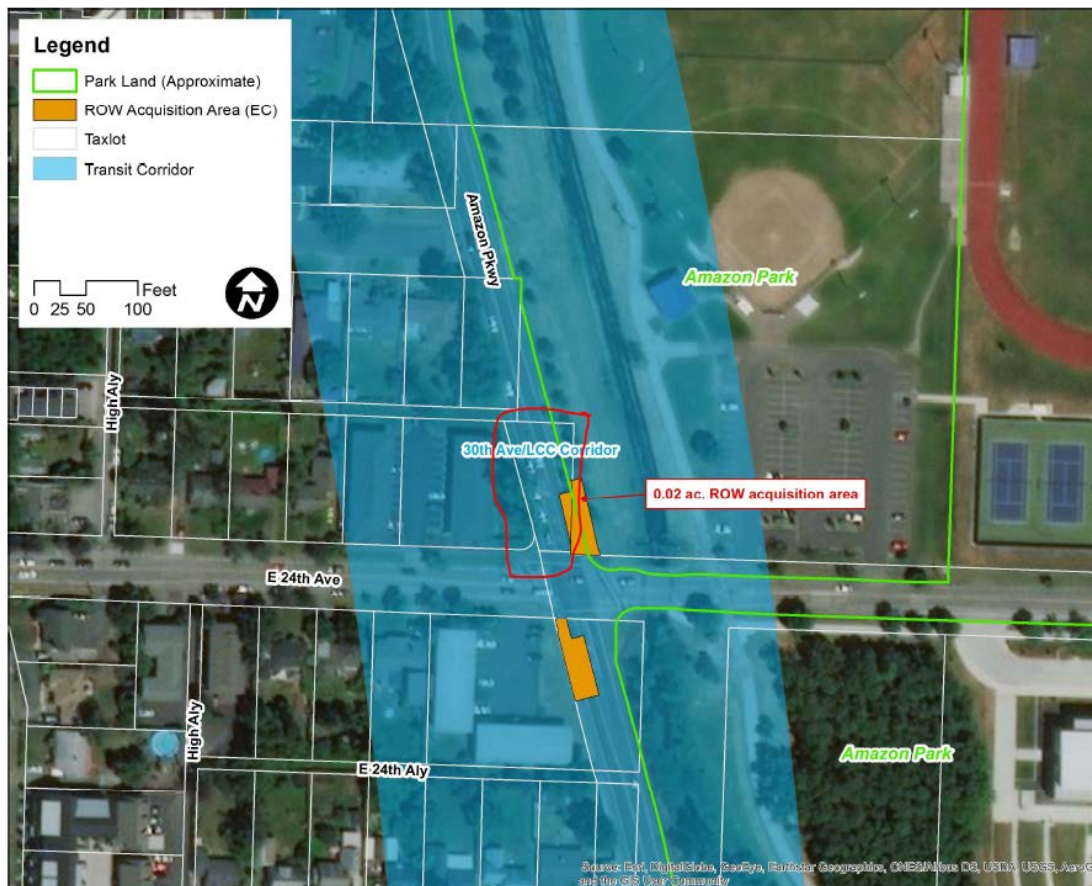 Legend
Park Land (Approximate)
ROW Acquisition Area (EC)
Taxlot
Transit Corridor
Feet
0 25 50 100
N
Amazon Pkwy
Amazon Park
High Aly
30th Ave/LCC Corridor
0.02 ac. ROW acquisition area
E 24th Ave
High Aly
Amazon Park
E 24th Aly
Source: Esri, DigitalGlobe, GeoEye, Earthstar Geographics, CNES/Airbus DS, USDA, USGS,
and the GIS User Community